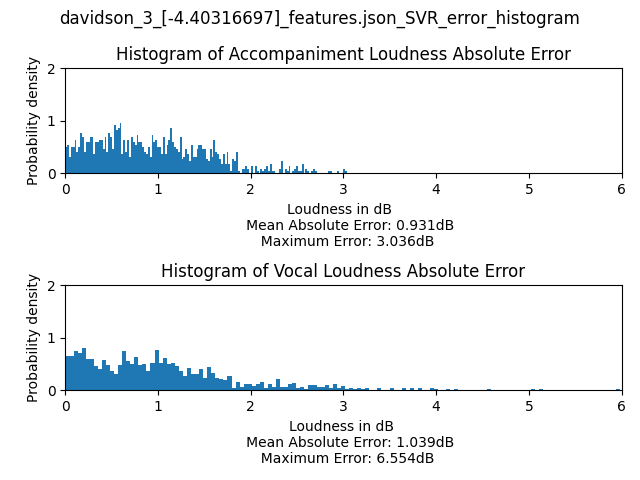 davidson_3_[-4.40316697]_features.json_SVR_error_histogram
Histogram of Accompaniment Loudness Absolute Error
Probability density
2
1
0
0 1 2 3 4 5 6
Loudness in dB
Mean Absolute Error: 0.931dB
Maximum Error: 3.036dB
Histogram of Vocal Loudness Absolute Error
Probability density
2
1
0
0 1 2 3 4 5 6
Loudness in dB
Mean Absolute Error: 1.039dB
Maximum Error: 6.554dB